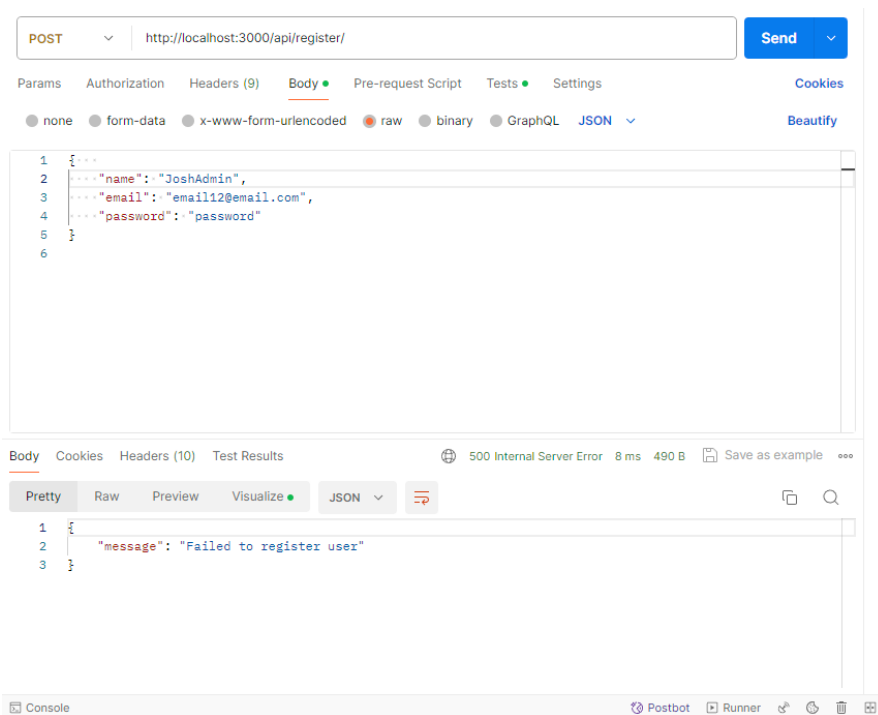 POST http://localhost:3000/api/register/ Send
Params Authorization Headers (9) Body Pre-request Script Tests Settings Cookies
none form-data x-www-form-urlencoded raw binary GraphQL JSON Beautify
1 {
2 "name": "JoshAdmin",
3 "email": "email12@email.com",
4 "password": "password"
5 }
6
Body Cookies Headers (10) Test Results 500 Internal Server Error 8 ms 490 B Save as example
Pretty Raw Preview Visualize JSON
1 {
2 "message": "Failed to register user"
3 }
Console Postbot Runner